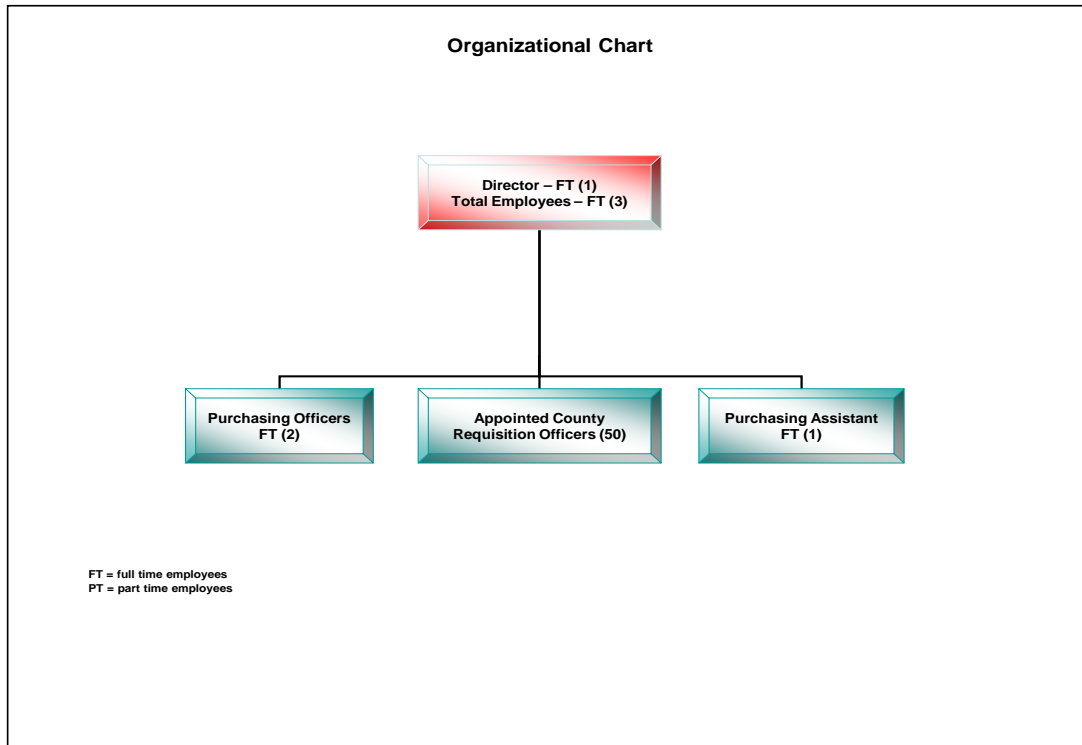 Organizational Chart
Director – FT (1)
Total Employees – FT (3)
Purchasing Officers
FT (2)
Appointed County
Requisition Officers (50)
Purchasing Assistant
FT (1)
FT = full time employees
PT = part time employees